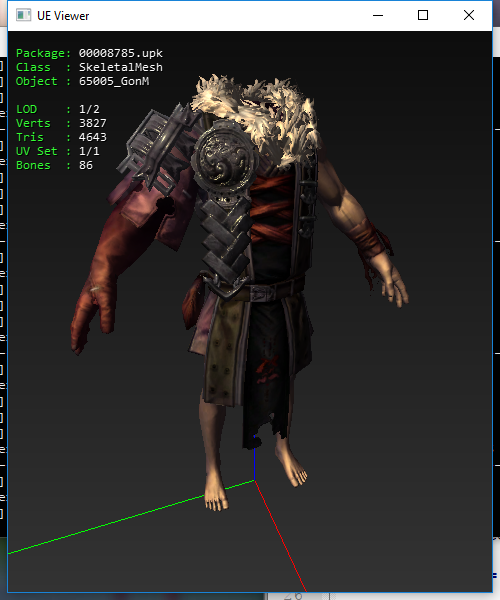 UE Viewer
Package: 00008785.upk
Class  : SkeletalMesh
Object : 65005_GonM
LOD    : 1/2
Verts  : 3827
Tris   : 4643
UV Set : 1/1
Bones  : 86